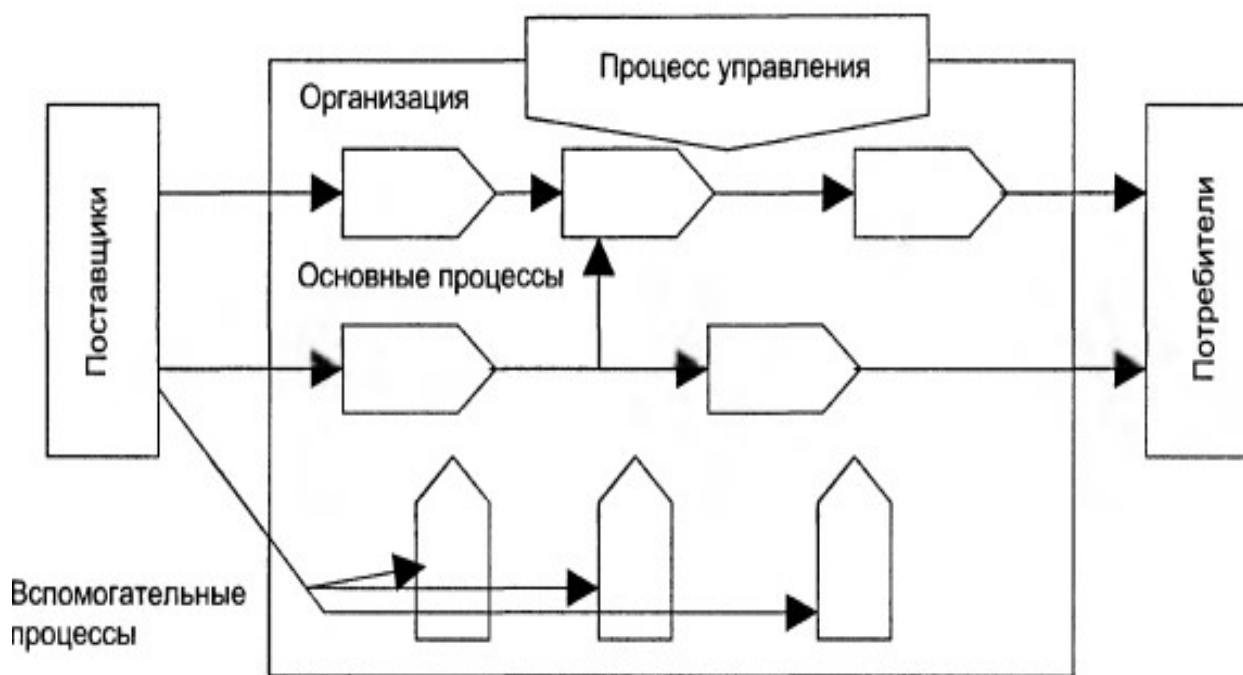 Процесс управления
Организация
Поставщики
Основные процессы
Потребители
Вспомогательные
процессы